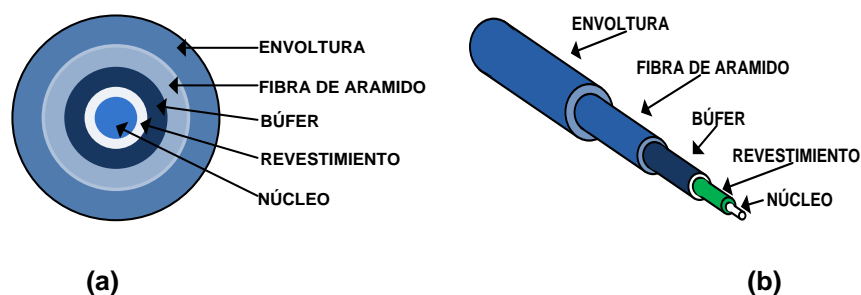 ENVOLTURA
FIBRA DE ARAMIDO
BÚFER
REVESTIMIENTO
NÚCLEO
(a)
ENVOLTURA
FIBRA DE ARAMIDO
BÚFER
REVESTIMIENTO
NÚCLEO
(b)